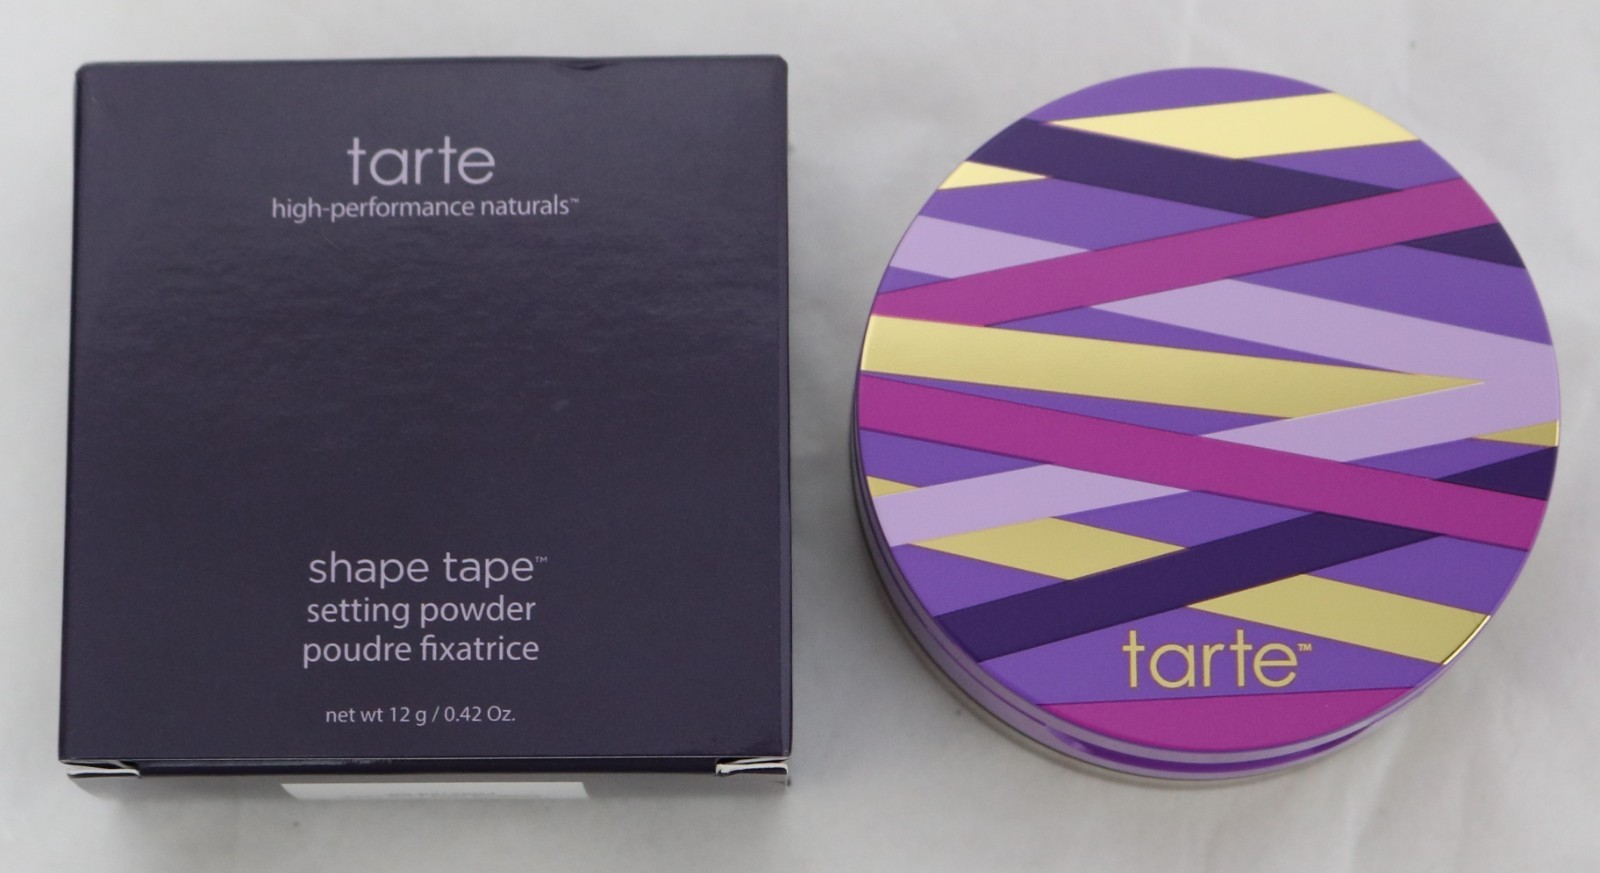 tarte
high-performance naturals™
shape tape™
setting powder
poudre fixatrice
net wt 12 g / 0.42 Oz.
tarte™